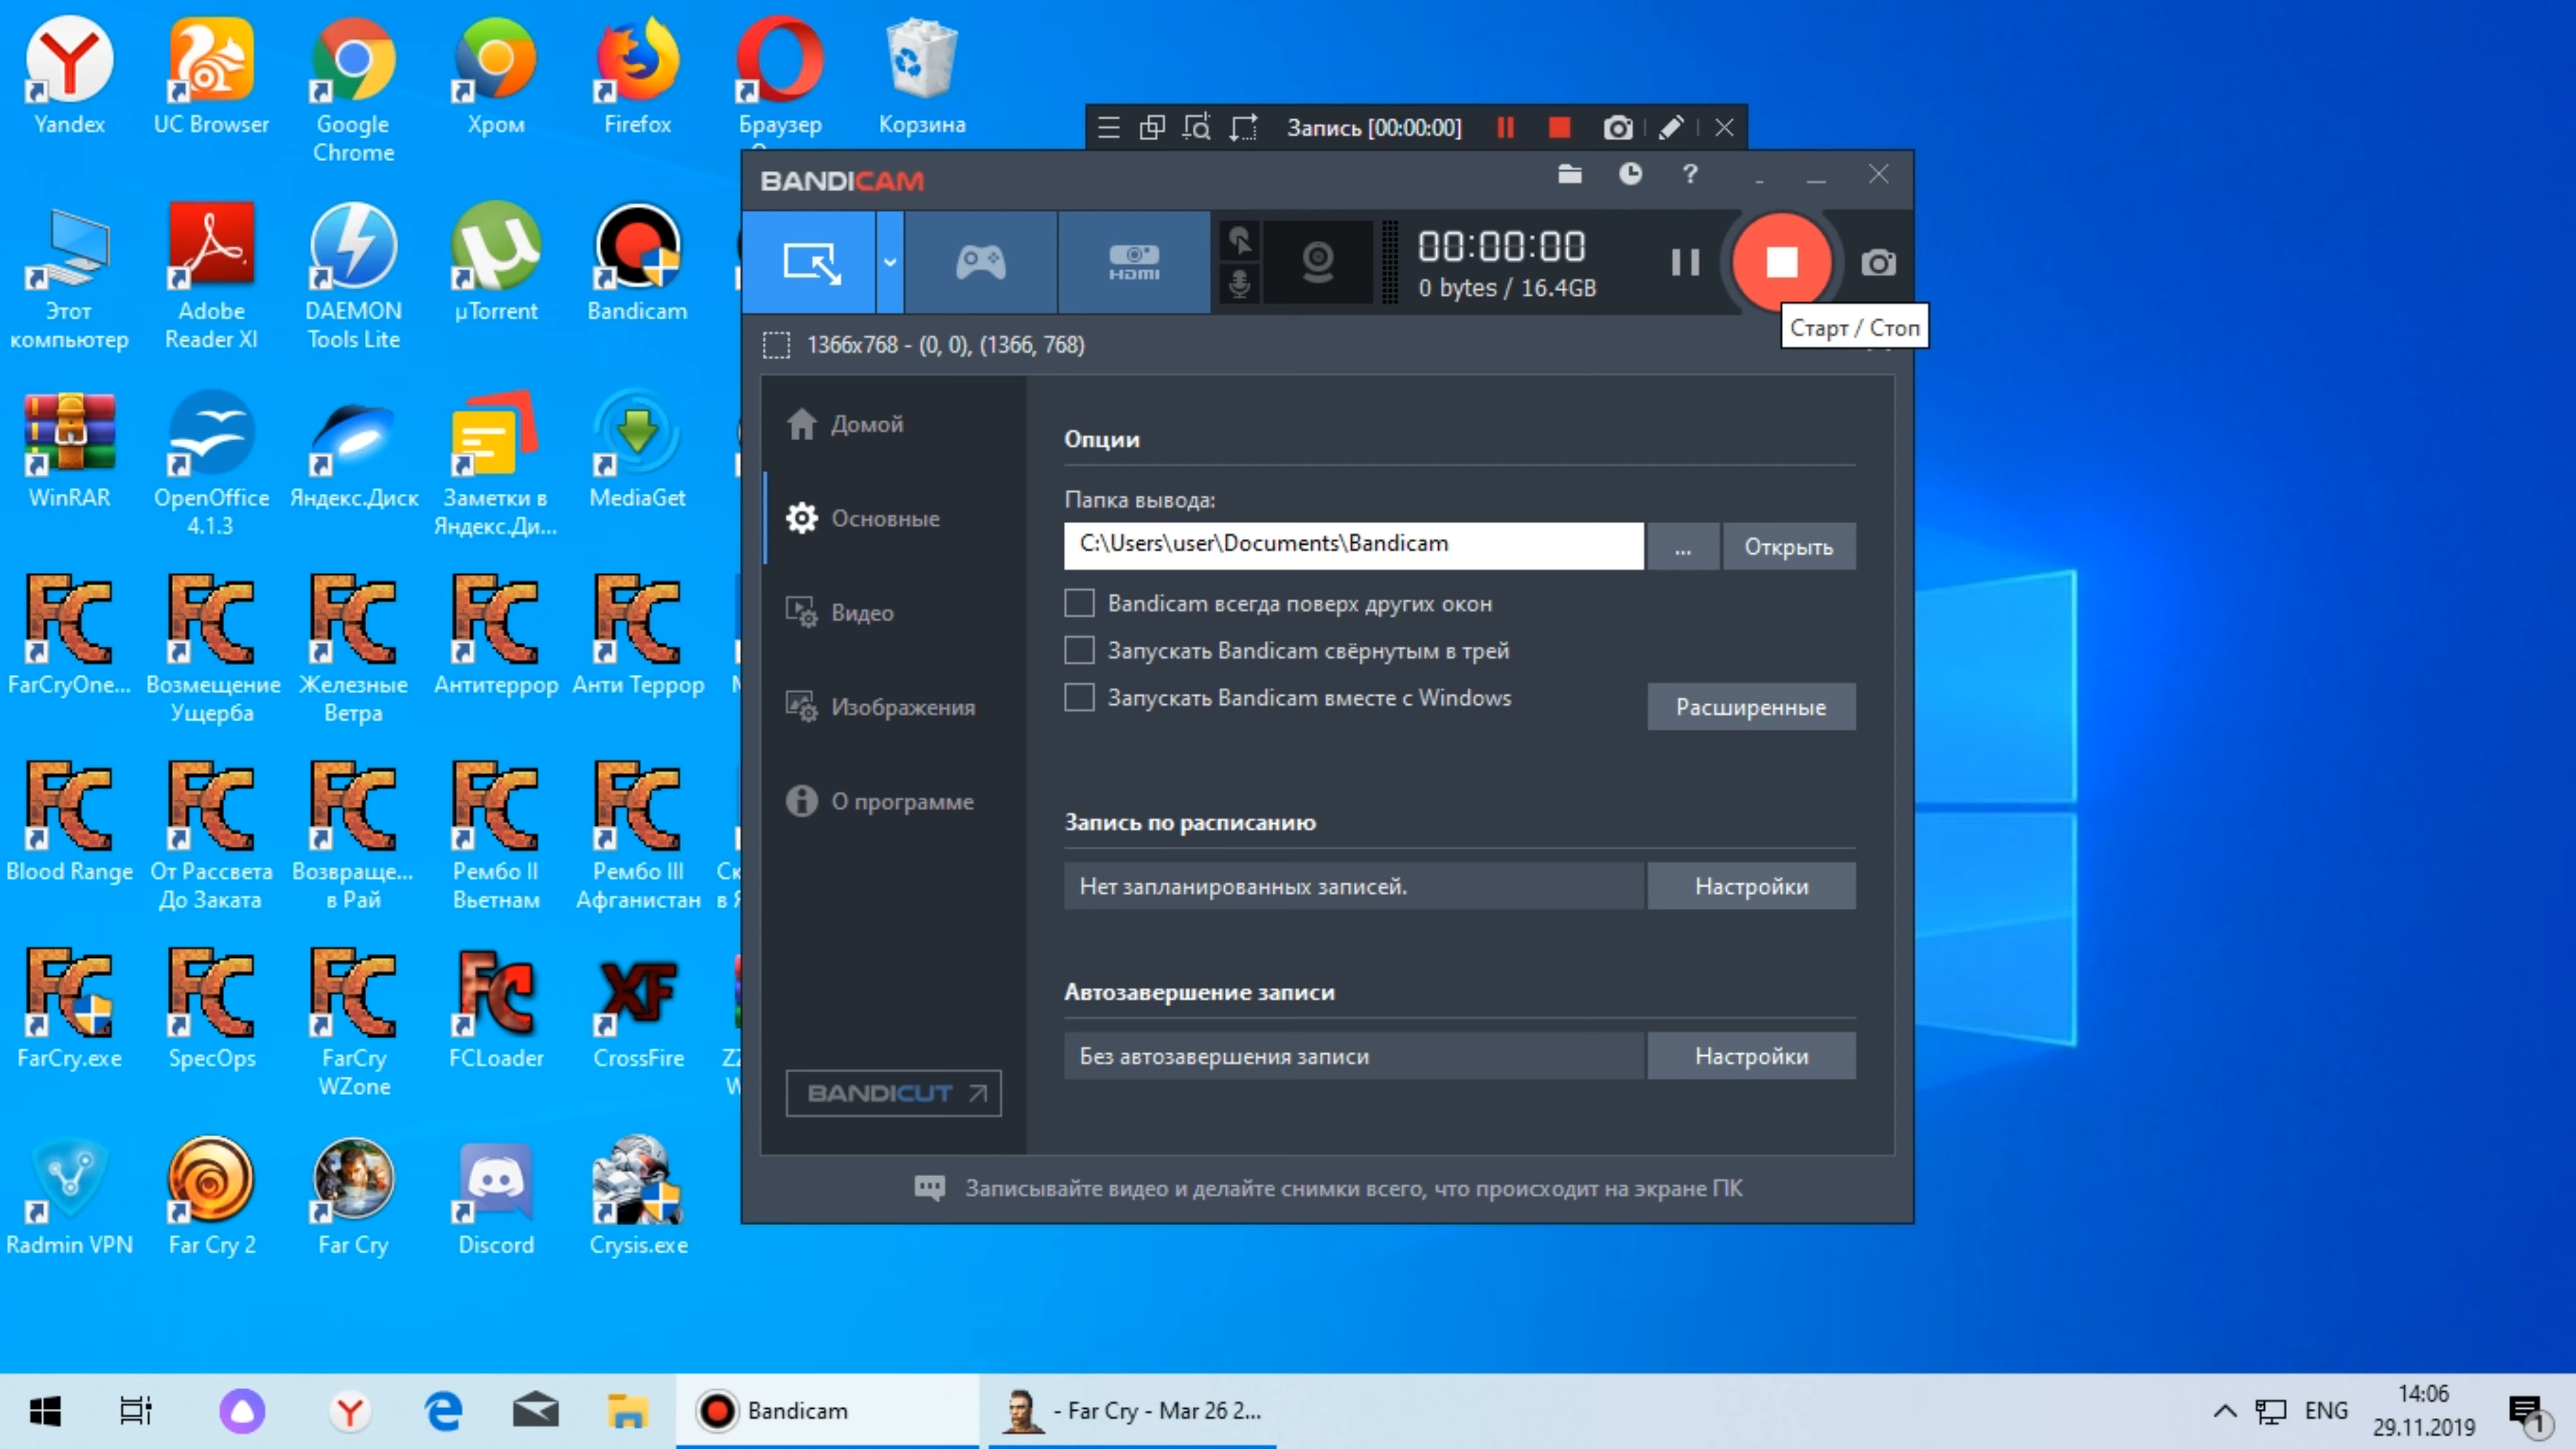 Yandex
UC Browser
Google
Chrome
Хром
Firefox
Браузер
Корзина
Этот
компьютер
Adobe
Reader XI
DAEMON
Tools Lite
µTorrent
Bandicam
WinRAR
OpenOffice
4.1.3
Яндекс.Диск
Заметки в
Яндекс.Ди...
MediaGet
FarCryOne...
Возмещение
Ущерба
Железные
Ветра
Антитеррор
Анти Террор
Blood Range
От Рассвета
До Заката
Возвраще...
в Рай
Рембо II
Вьетнам
Рембо III
Афганистан
FarCry.exe
SpecOps
FarCry
WZone
FCLoader
CrossFire
Radmin VPN
Far Cry 2
Far Cry
Discord
Crysis.exe
Запись [00:00:00]
BANDICAM
?
HDMI
00:00:00
0 bytes / 16.4GB
Старт / Стоп
1366x768 - (0, 0), (1366, 768)
Домой
Основные
Видео
Изображения
О программе
BANDICUT
Опции
Папка вывода:
C:\Users\user\Documents\Bandicam
...
Открыть
Bandicam всегда поверх других окон
Запускать Bandicam свёрнутым в трей
Запускать Bandicam вместе с Windows
Расширенные
Запись по расписанию
Нет запланированных записей.
Настройки
Автозавершение записи
Без автозавершения записи
Настройки
Записывайте видео и делайте снимки всего, что происходит на экране ПК
Bandicam
- Far Cry - Mar 26 2...
ENG
14:06
29.11.2019
1